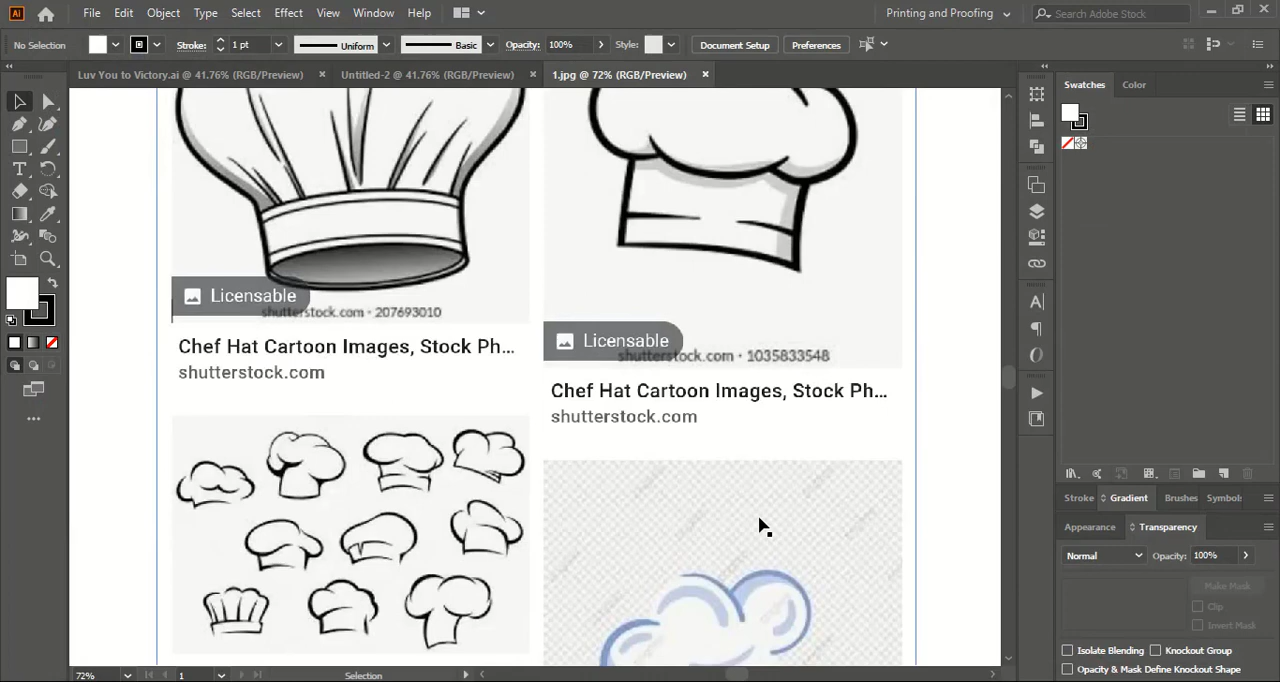 Ai File Edit Object Type Select Effect View Window Help Printing and Proofing Search Adobe Stock
No Selection Stroke: 1 pt Uniform Basic Opacity: 100% Style: Document Setup Preferences
Luv You to Victory.ai @ 41.76% (RGB/Preview) × Untitled-2 @ 41.76% (RGB/Preview) × 1.jpg @ 72% (RGB/Preview) ×
Swatches Color
Licensable
shutterstock.com · 207693010
Chef Hat Cartoon Images, Stock Ph...
shutterstock.com
Licensable
shutterstock.com · 1035833548
Chef Hat Cartoon Images, Stock Ph...
shutterstock.com
Stroke Gradient Brushes Symbols
Appearance Transparency
Normal Opacity: 100%
Make Mask
Clip
Invert Mask
Isolate Blending Knockout Group
Opacity & Mask Define Knockout Shape
72% 1 Selection